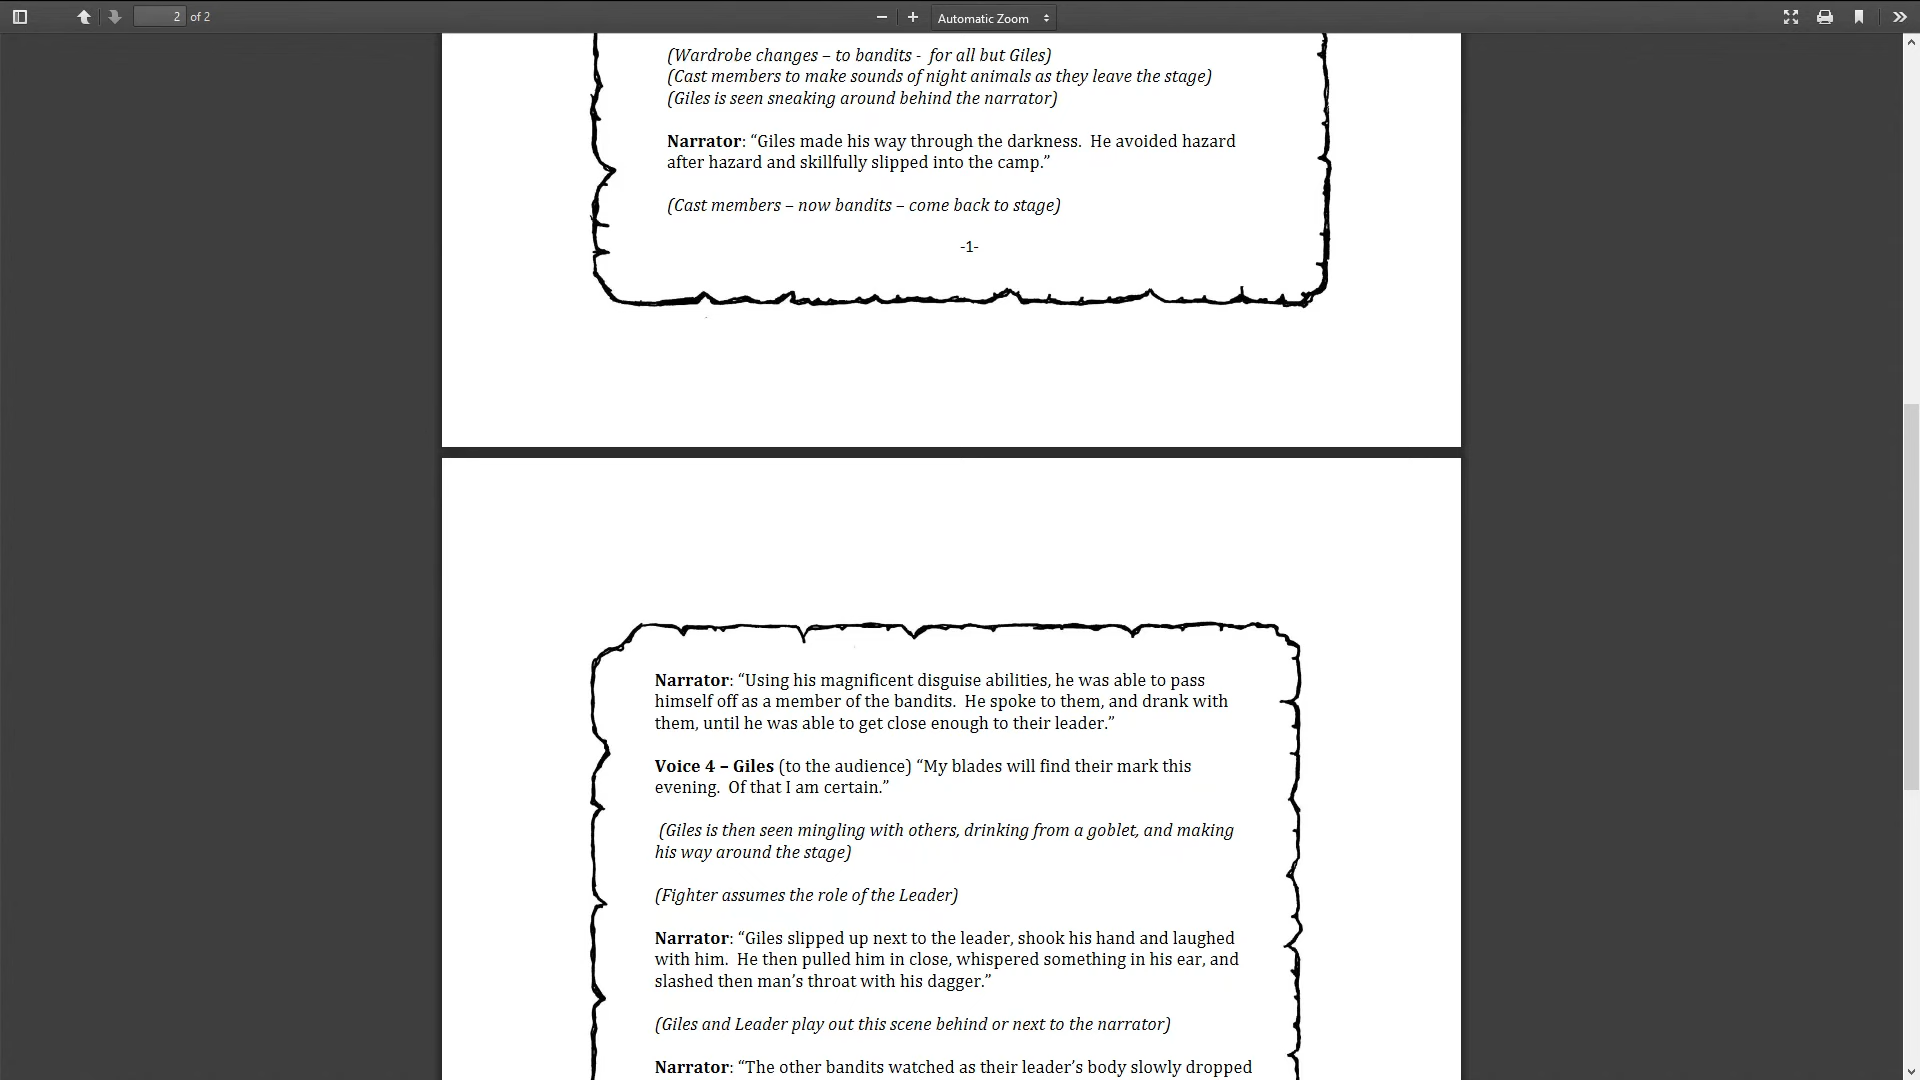 2 of 2
Automatic Zoom
(Wardrobe changes – to bandits -  for all but Giles)
(Cast members to make sounds of night animals as they leave the stage)
(Giles is seen sneaking around behind the narrator)
Narrator: “Giles made his way through the darkness.  He avoided hazard
after hazard and skillfully slipped into the camp.”
(Cast members – now bandits – come back to stage)
-1-
Narrator: “Using his magnificent disguise abilities, he was able to pass
himself off as a member of the bandits.  He spoke to them, and drank with
them, until he was able to get close enough to their leader.”
Voice 4 – Giles (to the audience) “My blades will find their mark this
evening.  Of that I am certain.”
(Giles is then seen mingling with others, drinking from a goblet, and making
his way around the stage)
(Fighter assumes the role of the Leader)
Narrator: “Giles slipped up next to the leader, shook his hand and laughed
with him.  He then pulled him in close, whispered something in his ear, and
slashed then man’s throat with his dagger.”
(Giles and Leader play out this scene behind or next to the narrator)
Narrator: “The other bandits watched as their leader’s body slowly dropped